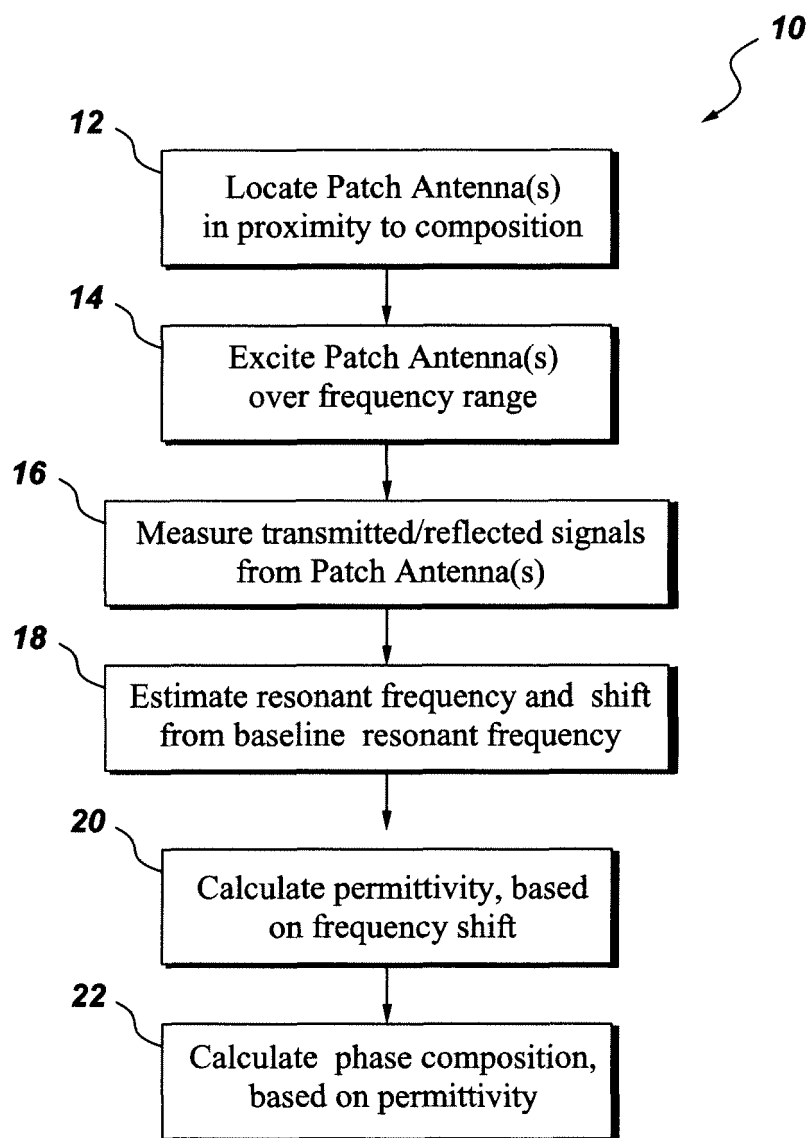 10
12
Locate Patch Antenna(s)
in proximity to composition
14
Excite Patch Antenna(s)
over frequency range
16
Measure transmitted/reflected signals
from Patch Antenna(s)
18
Estimate resonant frequency and shift
from baseline resonant frequency
20
Calculate permittivity, based
on frequency shift
22
Calculate phase composition,
based on permittivity